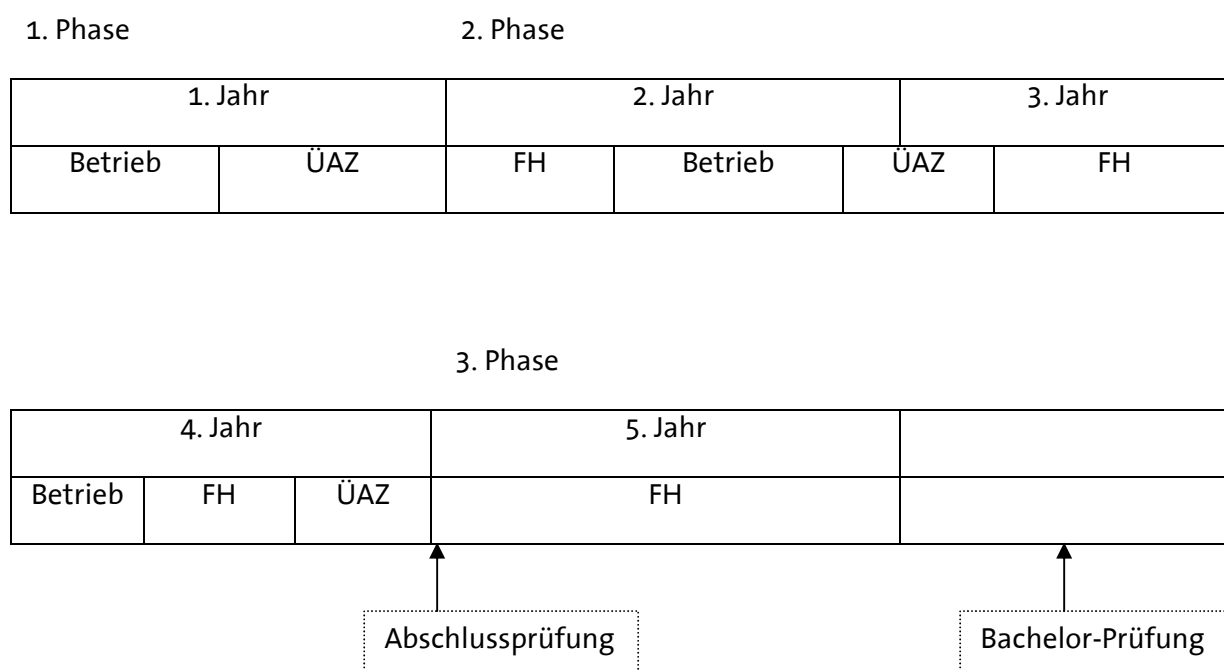 1. Phase 2. Phase
1. Jahr 2. Jahr 3. Jahr
Betrieb ÜAZ FH Betrieb ÜAZ FH
3. Phase
4. Jahr 5. Jahr
Betrieb FH ÜAZ FH
Abschlussprüfung Bachelor-Prüfung